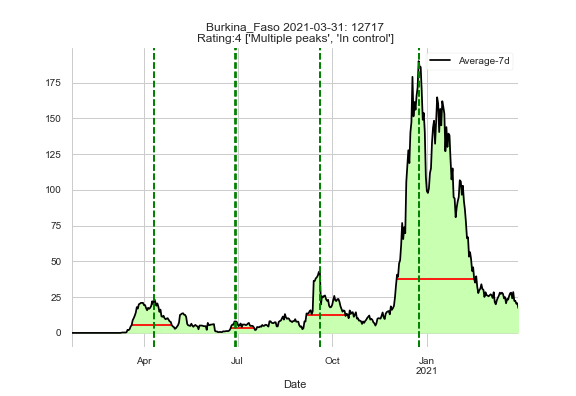 Burkina_Faso 2021-03-31: 12717
Rating:4 ['Multiple peaks', 'In control']
Average-7d
175
150
125
100
75
50
25
0
Apr
Jul
Oct
Jan
2021
Date